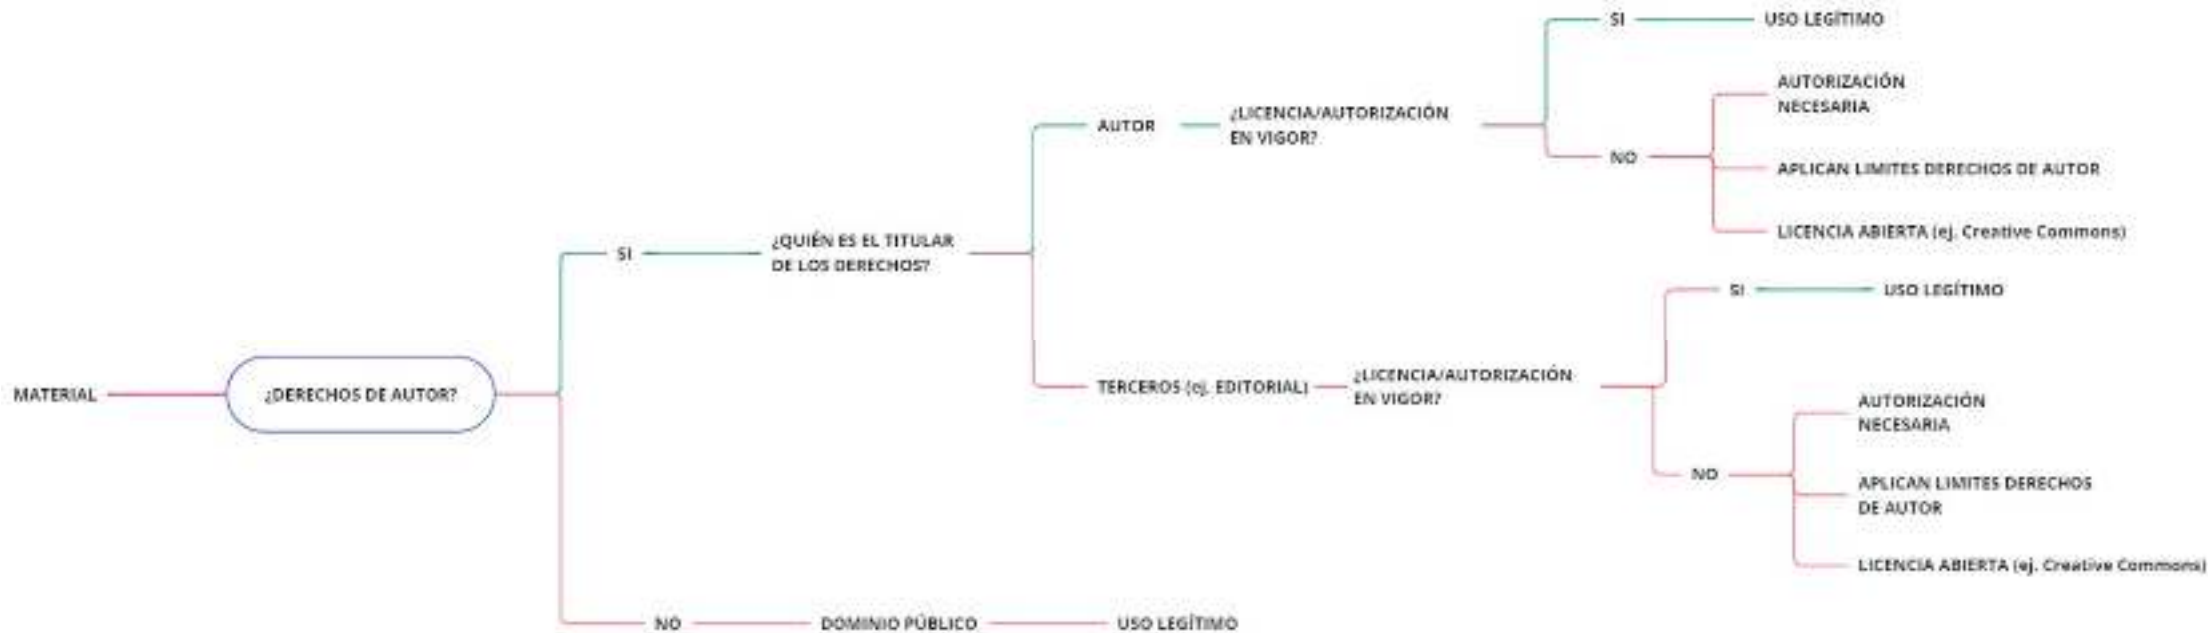 MATERIAL
¿DERECHOS DE AUTOR?
SI
¿QUIÉN ES EL TITULAR
DE LOS DERECHOS?
AUTOR
¿LICENCIA/AUTORIZACIÓN
EN VIGOR?
SI
USO LEGÍTIMO
NO
AUTORIZACIÓN
NECESARIA
APLICAN LIMITES DERECHOS DE AUTOR
LICENCIA ABIERTA (ej. Creative Commons)
TERCEROS (ej. EDITORIAL)
¿LICENCIA/AUTORIZACIÓN
EN VIGOR?
SI
USO LEGÍTIMO
NO
AUTORIZACIÓN
NECESARIA
APLICAN LIMITES DERECHOS
DE AUTOR
LICENCIA ABIERTA (ej. Creative Commons)
NO
DOMINIO PÚBLICO
USO LEGÍTIMO